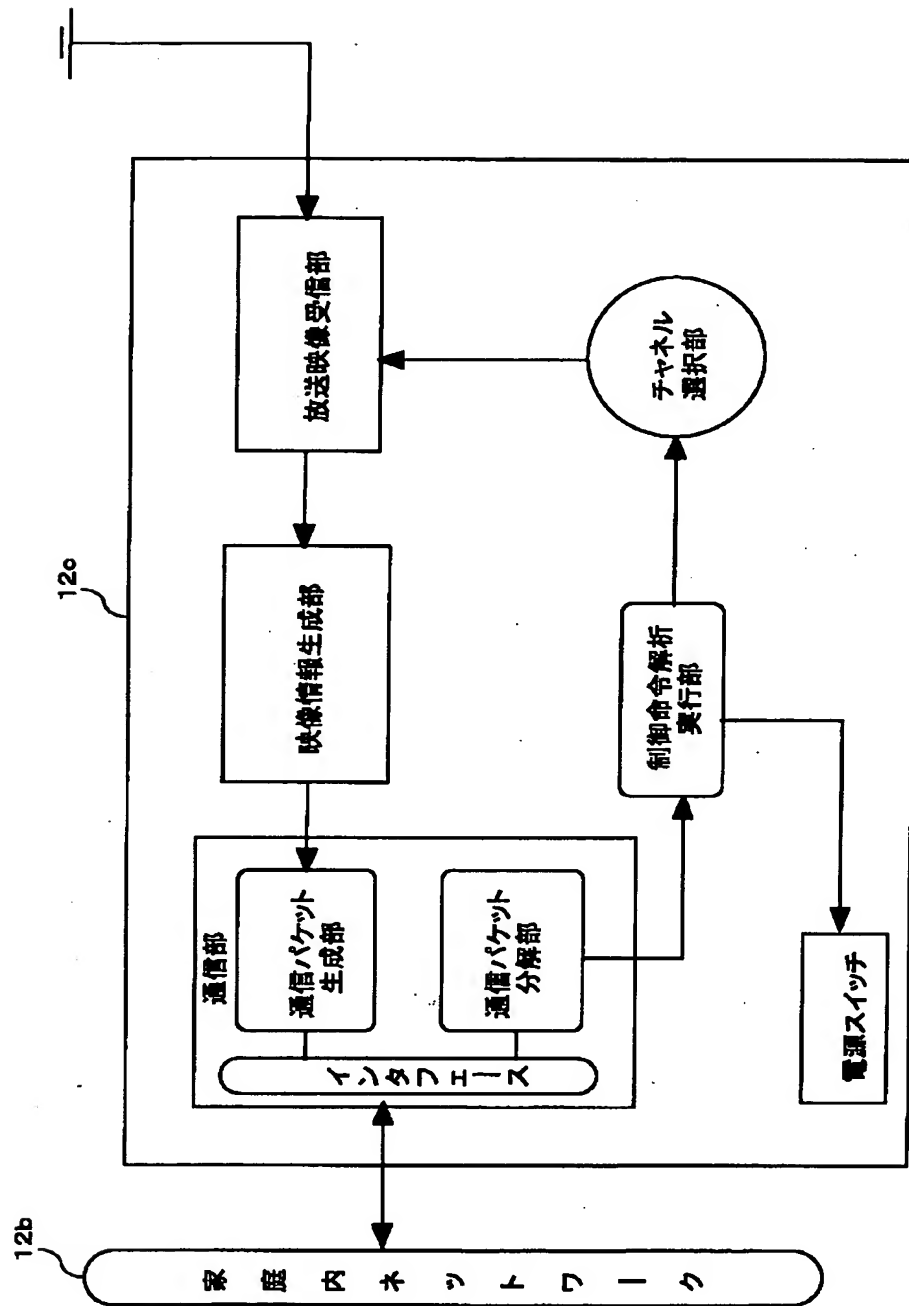 12b
家庭内ネットワーク
12c
通信部
インタフェース
通信パケット
生成部
通信パケット
分解部
映像情報生成部
放送映像受信部
電源スイッチ
制御命令解析
実行部
チャネル
選択部